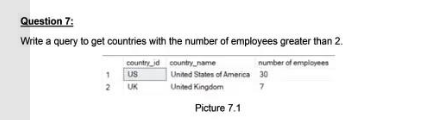 Question 7:
Write a query to get countries with the number of employees greater than 2.
country_id country_name number of employees
1 US United States of America 30
2 UK United Kingdom 7
Picture 7.1